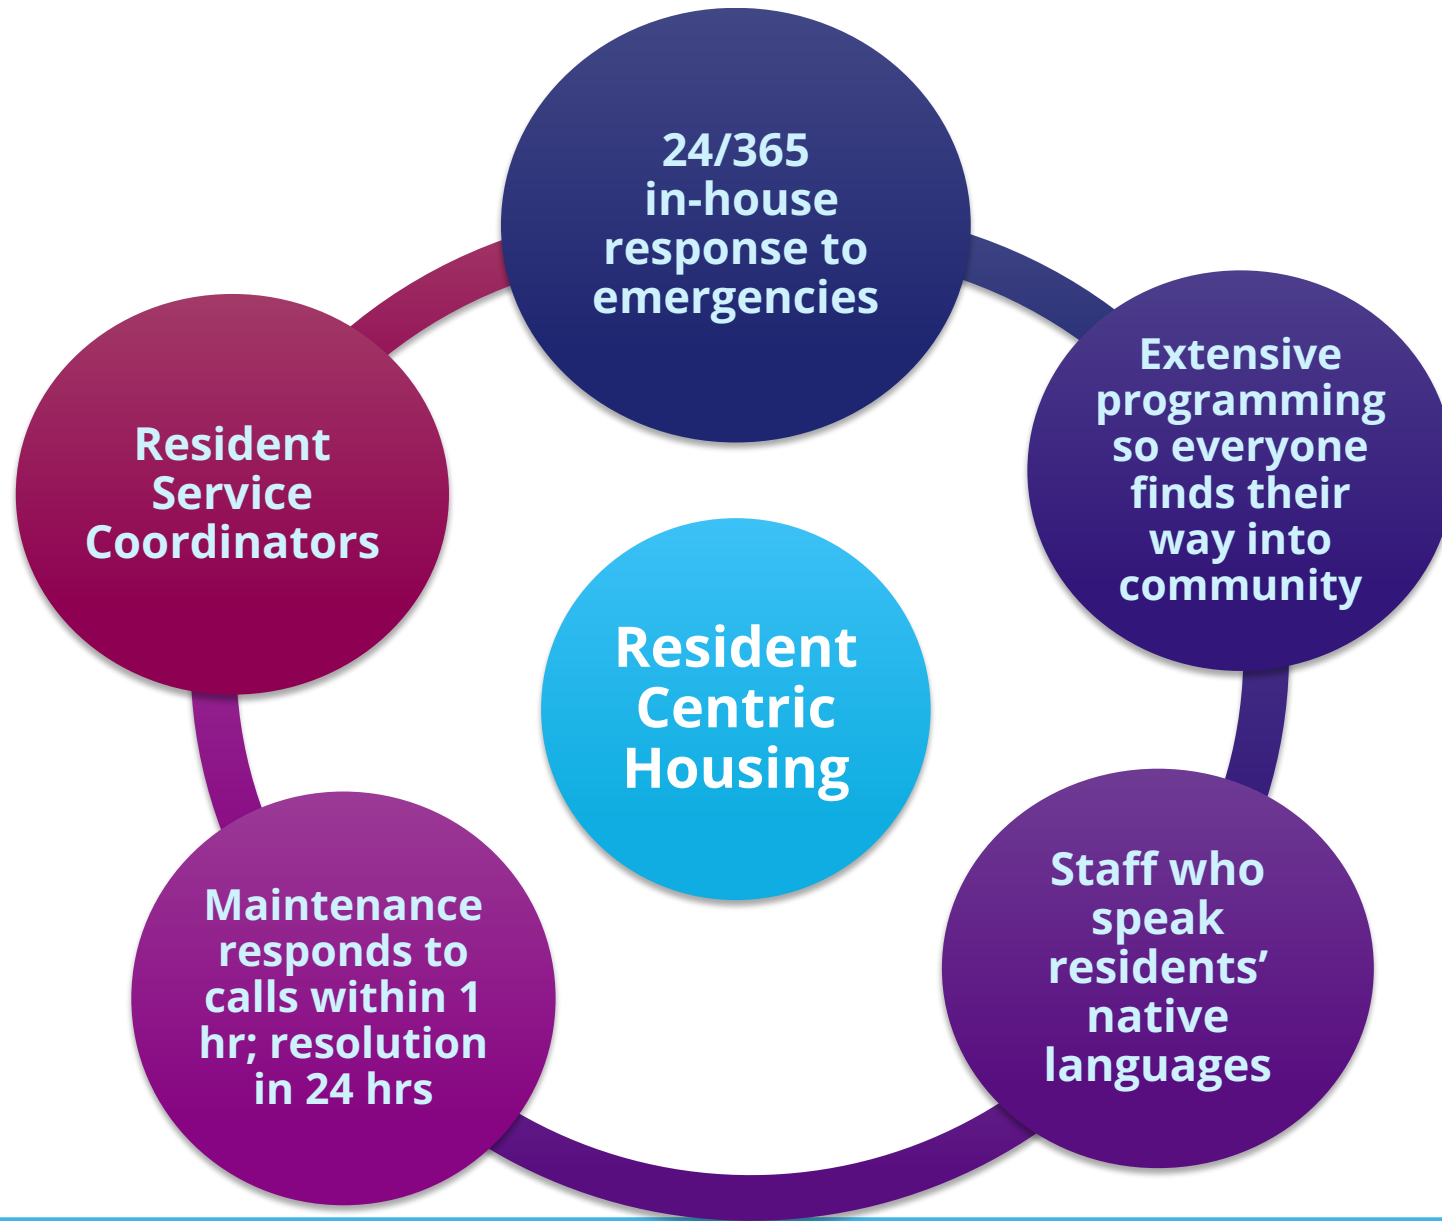 24/365
in-house
response to
emergencies
Extensive
programming
so everyone
finds their
way into
community
Staff who
speak
residents’
native
languages
Maintenance
responds to
calls within 1
hr; resolution
in 24 hrs
Resident
Service
Coordinators
Resident
Centric
Housing